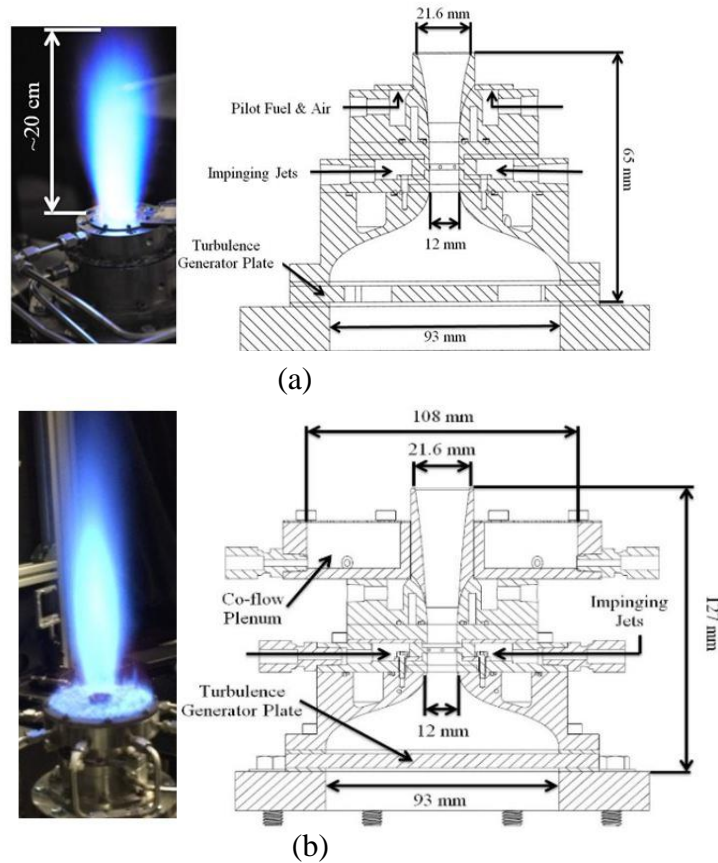 21.6 mm
~20 cm
Pilot Fuel & Air
Impinging Jets
65 mm
12 mm
Turbulence
Generator Plate
93 mm
(a)
108 mm
21.6 mm
Co-flow
Plenum
Impinging
Jets
127 mm
Turbulence
Generator Plate
12 mm
93 mm
(b)